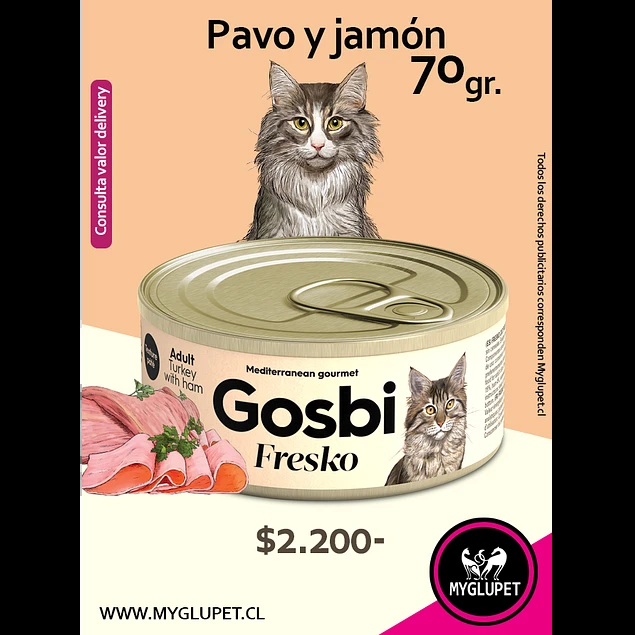 Pavo y jamón
70gr.
Consulta valor delivery
Todos los derechos publicitarios corresponden Myglupet.cl
Adult
Turkey
with ham
Mediterranean gourmet
Gosbi
Fresko
$2.200-
MYGLUPET
WWW.MYGLUPET.CL